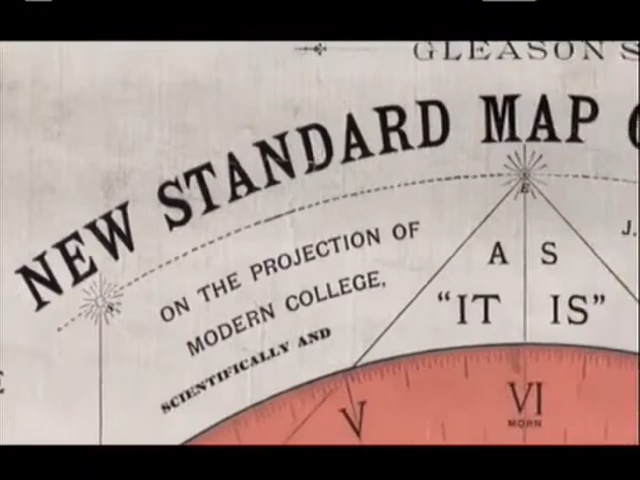 GLEASON'S
NEW STANDARD MAP
ON THE PROJECTION OF
J.
MODERN COLLEGE,
SCIENTIFICALLY AND
A S
"IT IS"
V
VI
MORN